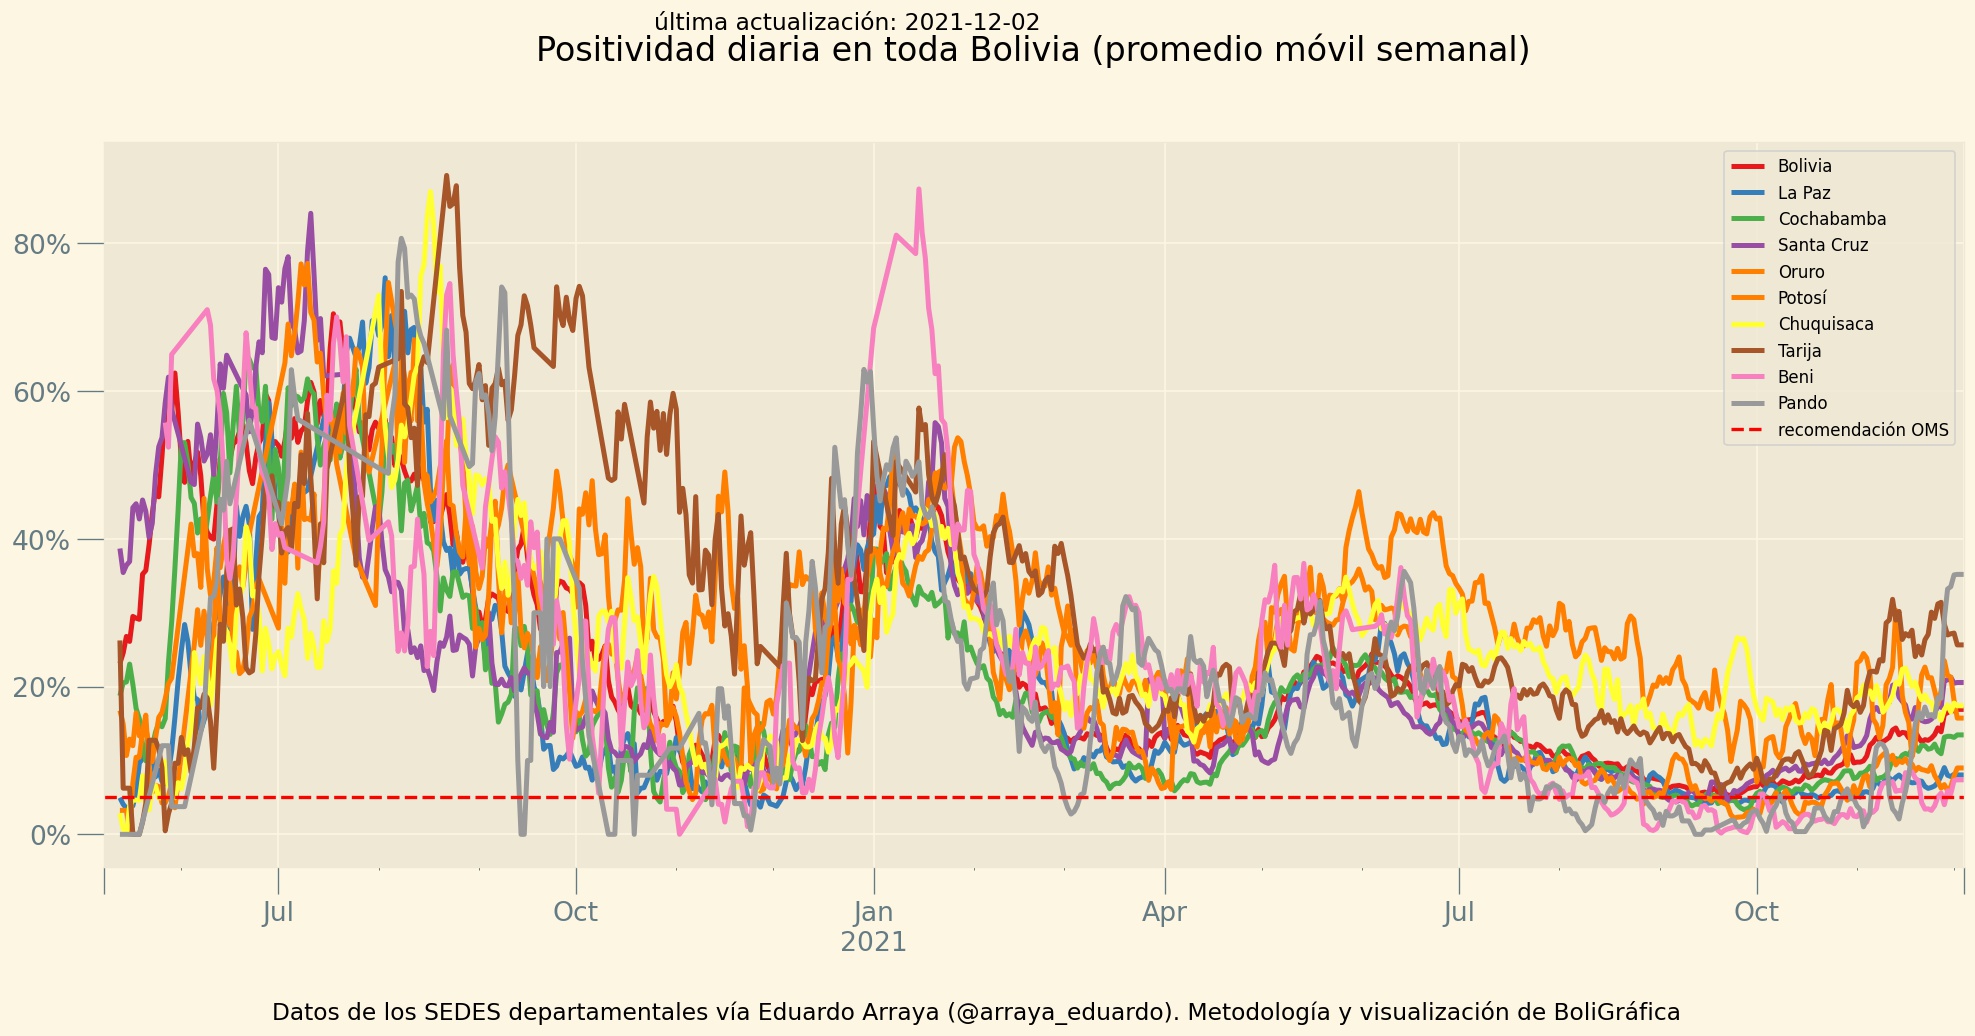 última actualización: 2021-12-02
Positividad diaria en toda Bolivia (promedio móvil semanal)
Bolivia
La Paz
Cochabamba
Santa Cruz
Oruro
Potosí
Chuquisaca
Tarija
Beni
Pando
recomendación OMS
80%
60%
40%
20%
0%
Jul
Oct
Jan
2021
Apr
Jul
Oct
Datos de los SEDES departamentales vía Eduardo Arraya (@arraya_eduardo). Metodología y visualización de BoliGráfica